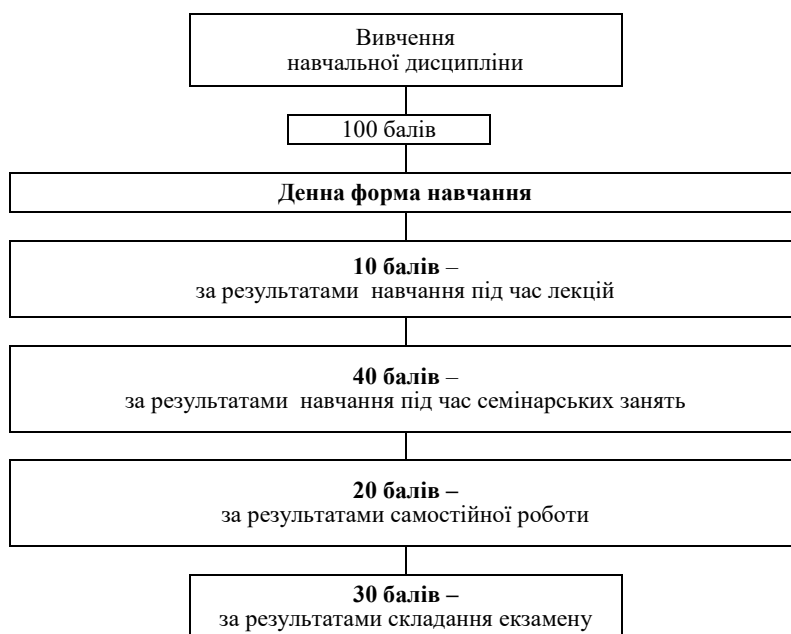 Вивчення
навчальної дисципліни
100 балів
Денна форма навчання
10 балів –
за результатами навчання під час лекцій
40 балів –
за результатами навчання під час семінарських занять
20 балів –
за результатами самостійної роботи
30 балів –
за результатами складання екзамену